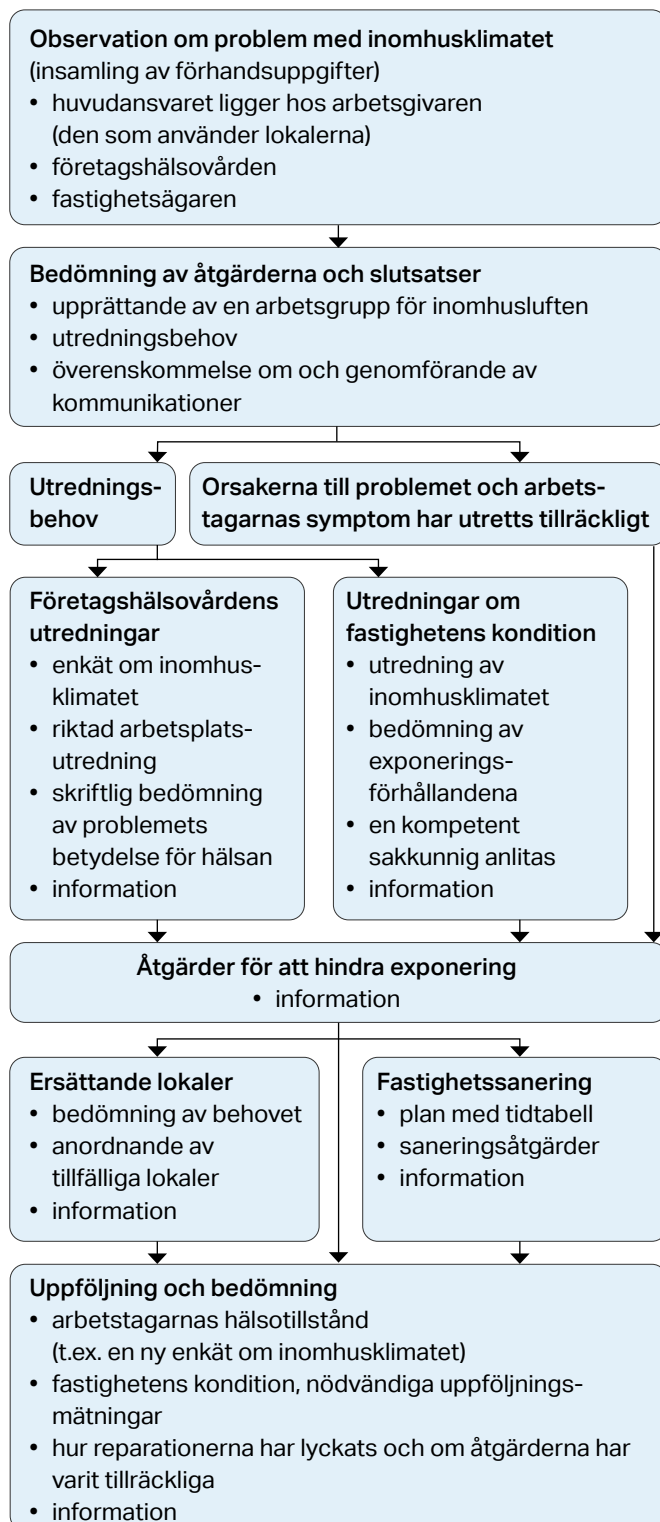 Observation om problem med inomhusklimatet
(insamling av förhandsuppgifter)
• huvudansvaret ligger hos arbetsgivaren
(den som använder lokalerna)
• företagshälsovården
• fastighetsägaren
Bedömning av åtgärderna och slutsatser
• upprättande av en arbetsgrupp för inomhusluften
• utredningsbehov
• överenskommelse om och genomförande av
kommunikationer
Utrednings-
behov
Orsakerna till problemet och arbets-
tagarnas symptom har utretts tillräckligt
Företagshälsovårdens
utredningar
• enkät om inomhus-
klimatet
• riktad arbetsplats-
utredning
• skriftlig bedömning
av problemets
betydelse för hälsan
• information
Utredningar om
fastighetens kondition
• utredning av
inomhusklimatet
• bedömning av
exponerings-
förhållandena
• en kompetent
sakkunnig anlitas
• information
Åtgärder för att hindra exponering
• information
Ersättande lokaler
• bedömning av behovet
• anordnande av
tillfälliga lokaler
• information
Fastighetssanering
• plan med tidtabell
• saneringsåtgärder
• information
Uppföljning och bedömning
• arbetstagarnas hälsotillstånd
(t.ex. en ny enkät om inomhusklimatet)
• fastighetens kondition, nödvändiga uppföljnings-
mätningar
• hur reparationerna har lyckats och om åtgärderna har
varit tillräckliga
• information